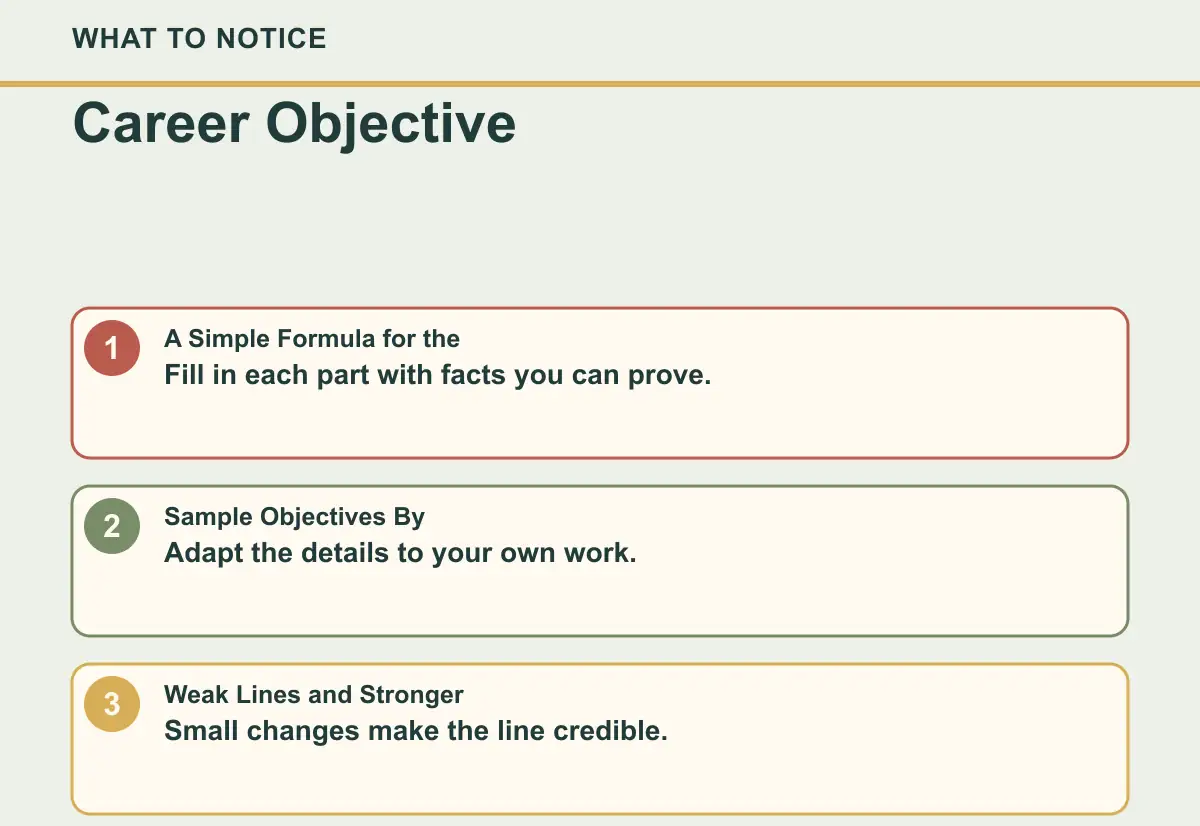 WHAT TO NOTICE
Career Objective
1
A Simple Formula for the
Fill in each part with facts you can prove.
2
Sample Objectives By
Adapt the details to your own work.
3
Weak Lines and Stronger
Small changes make the line credible.